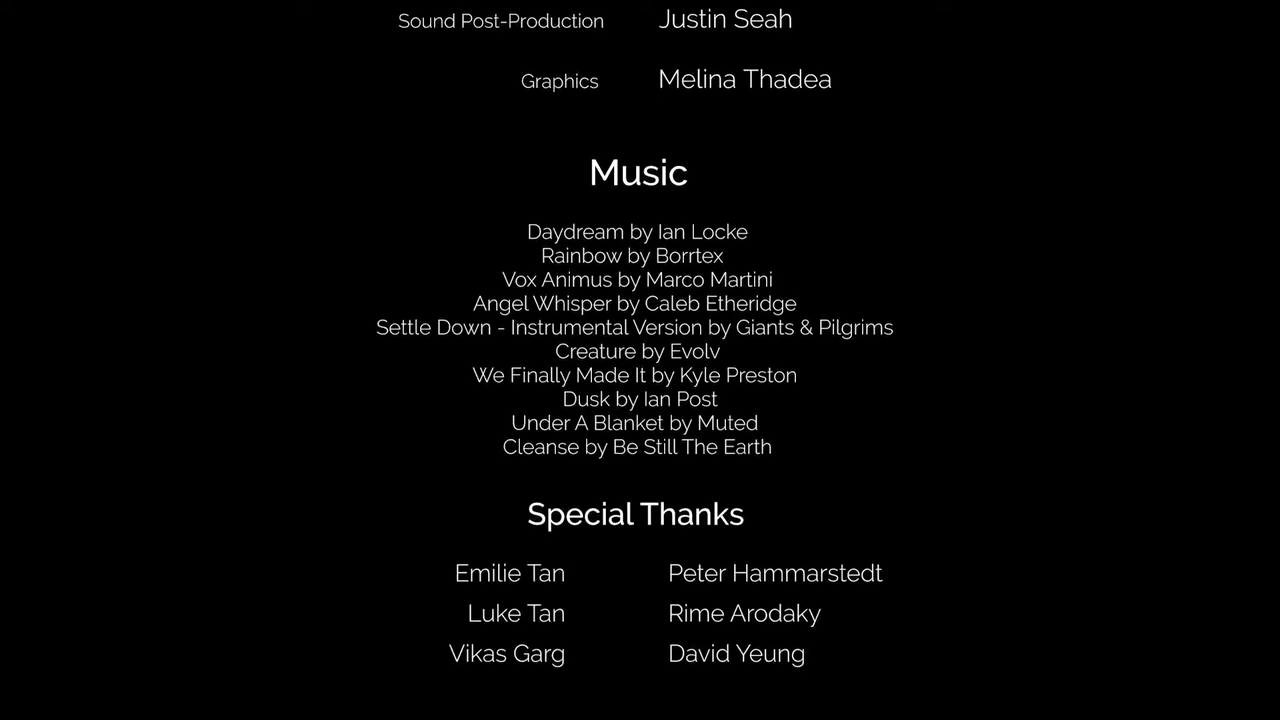 Sound Post-Production Justin Seah
Graphics Melina Thadea
Music
Daydream by Ian Locke
Rainbow by Borrtex
Vox Animus by Marco Martini
Angel Whisper by Caleb Etheridge
Settle Down - Instrumental Version by Giants & Pilgrims
Creature by Evolv
We Finally Made It by Kyle Preston
Dusk by Ian Post
Under A Blanket by Muted
Cleanse by Be Still The Earth
Special Thanks
Emilie Tan Peter Hammarstedt
Luke Tan Rime Arodaky
Vikas Garg David Yeung